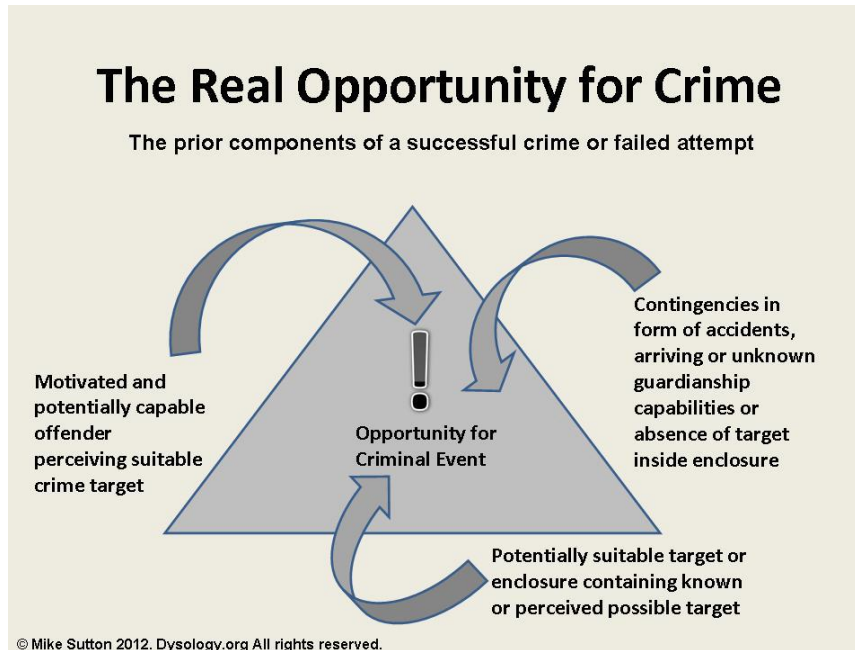 The Real Opportunity for Crime
The prior components of a successful crime or failed attempt
Motivated and
potentially capable
offender
perceiving suitable
crime target
Opportunity for
Criminal Event
Contingencies in
form of accidents,
arriving or unknown
guardianship
capabilities or
absence of target
inside enclosure
Potentially suitable target or
enclosure containing known
or perceived possible target
© Mike Sutton 2012. Dysology.org All rights reserved.